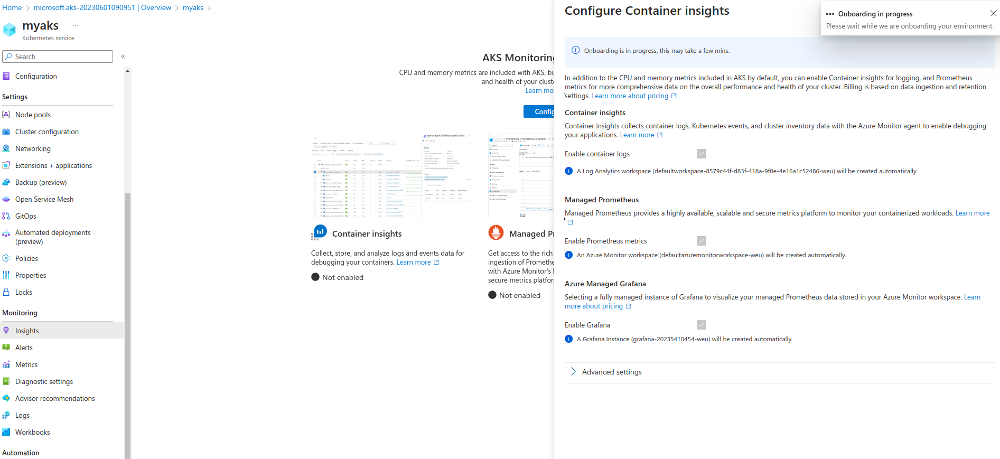 Home > microsoft.aks-20230601090951 | Overview > myaks >
myaks ...
Kubernetes service
Search
«
Configuration
Settings
Node pools
Cluster configuration
Networking
Extensions + applications
Backup (preview)
Open Service Mesh
GitOps
Automated deployments
(preview)
Policies
Properties
Locks
Monitoring
Insights
Alerts
Metrics
Diagnostic settings
Advisor recommendations
Logs
Workbooks
Automation
AKS Monitoring
CPU and memory metrics are included with AKS, bu
and health of your cluste
Learn mo
Config
Container insights
Collect, store, and analyze logs and events data for
debugging your containers. Learn more
Not enabled
Workbooks | Prometheus Explorer
Managed Pr
Get access to the rich
ingestion of Promethe
with Azure Monitor's h
secure metrics platfor
Not enabled
Configure Container insights
Onboarding in progress
Please wait while we are onboarding your environment.
Onboarding is in progress, this may take a few mins.
In addition to the CPU and memory metrics included in AKS by default, you can enable Container insights for logging, and Prometheus
metrics for more comprehensive data on the overall performance and health of your cluster. Billing is based on data ingestion and retention
settings. Learn more about pricing
Container insights
Container insights collects container logs, Kubernetes events, and cluster inventory data with the Azure Monitor agent to enable debugging
your applications. Learn more
Enable container logs
A Log Analytics workspace (defaultworkspace-8579c44f-d83f-418a-9f0e-4e16a1c52486-weu) will be created automatically.
Managed Prometheus
Managed Prometheus provides a highly available, scalable and secure metrics platform to monitor your containerized workloads. Learn more
Enable Prometheus metrics
An Azure Monitor workspace (defaultazuremonitorworkspace-weu) will be created automatically.
Azure Managed Grafana
Selecting a fully managed instance of Grafana to visualize your managed Prometheus data stored in your Azure Monitor workspace. Learn
more about pricing
Enable Grafana
A Grafana Instance (grafana-20235410454-weu) will be created automatically.
Advanced settings